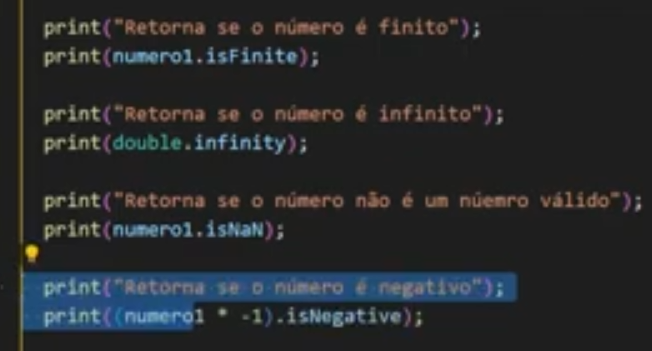 print("Retorna se o número é finito");
print(numero1.isFinite);
print("Retorna se o número é infinito");
print(double.infinity);
print("Retorna se o número não é um núemro válido");
print(numero1.isNaN);
print("Retorna se o número é negativo");
print((numero1 * -1).isNegative);